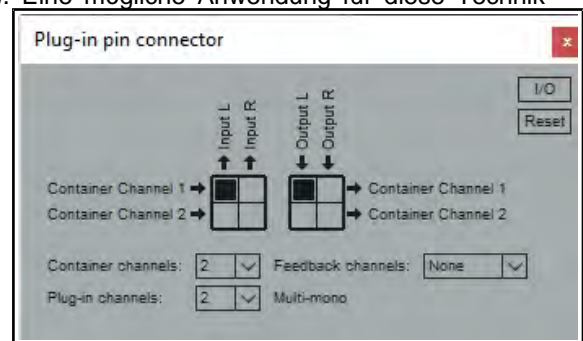 Eine mögliche Anwendung für diese Technik
Plug-in pin connector
x
I/O
Reset
Input L
Input R
Output L
Output R
Container Channel 1
Container Channel 1
Container Channel 2
Container Channel 2
Container channels: 2 Feedback channels: None
Plug-in channels: 2 Multi-mono